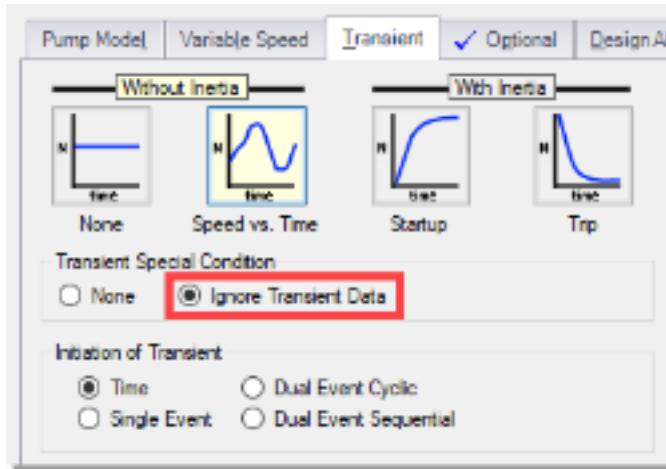 Pump Model Variable Speed Transient Optional Design Al
Without Inertia With Inertia
N N N N
time time time time
None Speed vs. Time Startup Trip
Transient Special Condition
None Ignore Transient Data
Initiation of Transient
Time Dual Event Cyclic
Single Event Dual Event Sequential